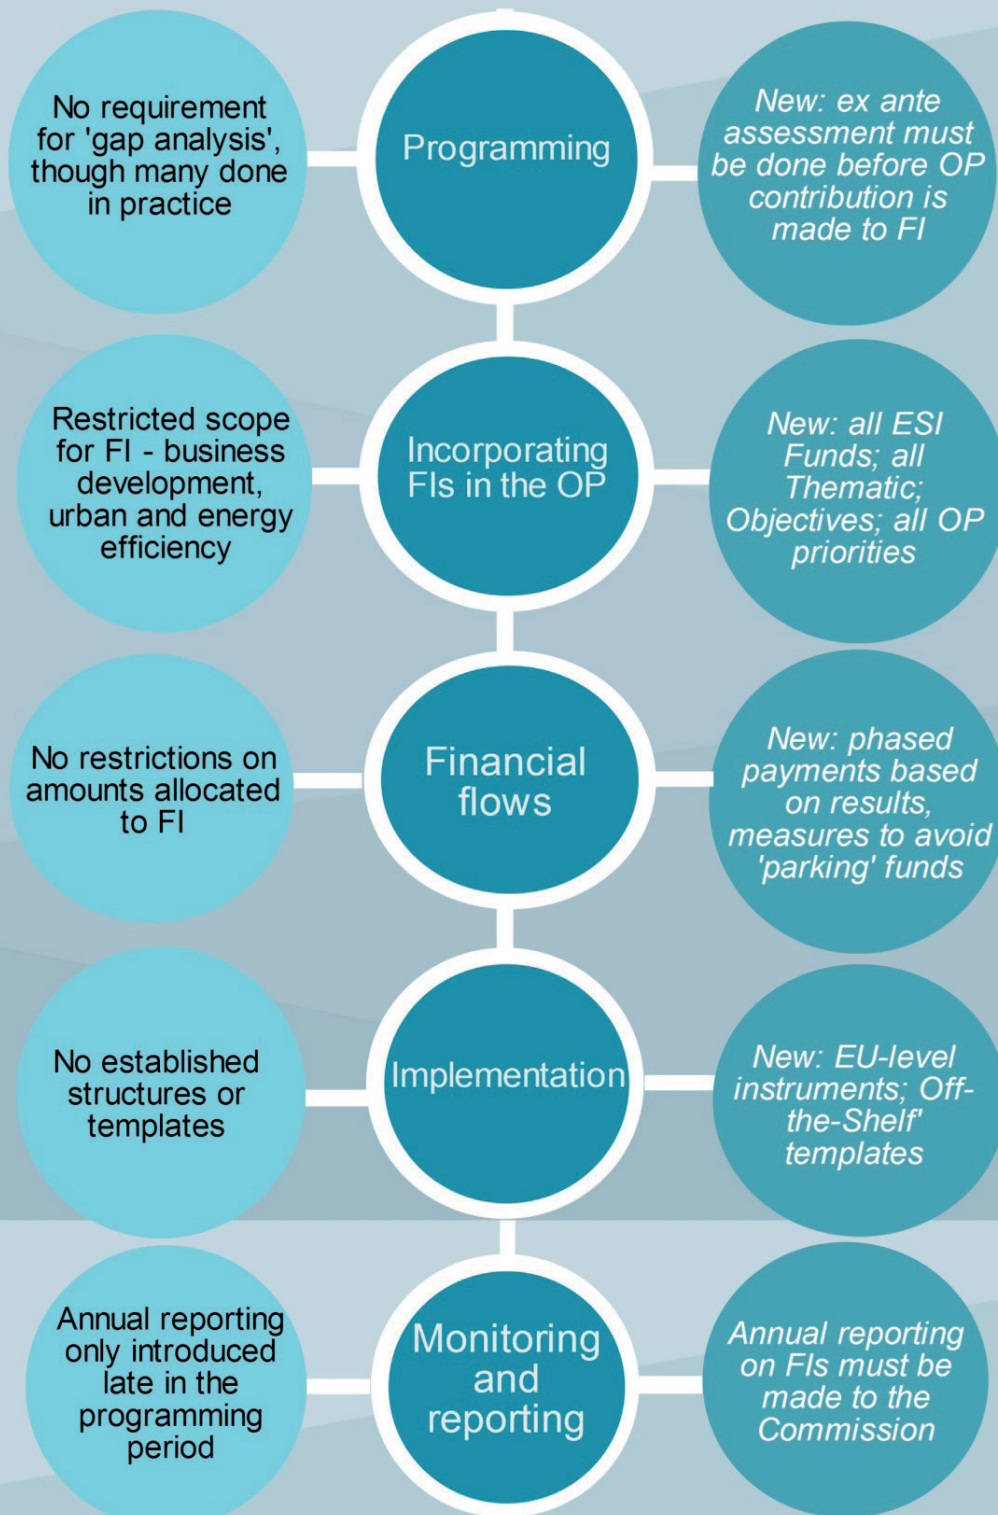 No requirement
for 'gap analysis',
though many done
in practice
Programming
New: ex ante
assessment must
be done before OP
contribution is
made to FI
Restricted scope
for FI - business
development,
urban and energy
efficiency
Incorporating
FIs in the OP
New: all ESI
Funds; all
Thematic;
Objectives; all OP
priorities
No restrictions on
amounts allocated
to FI
Financial
flows
New: phased
payments based
on results,
measures to avoid
'parking' funds
No established
structures or
templates
Implementation
New: EU-level
instruments; Off-
the-Shelf'
templates
Annual reporting
only introduced
late in the
programming
period
Monitoring
and
reporting
Annual reporting
on FIs must be
made to the
Commission